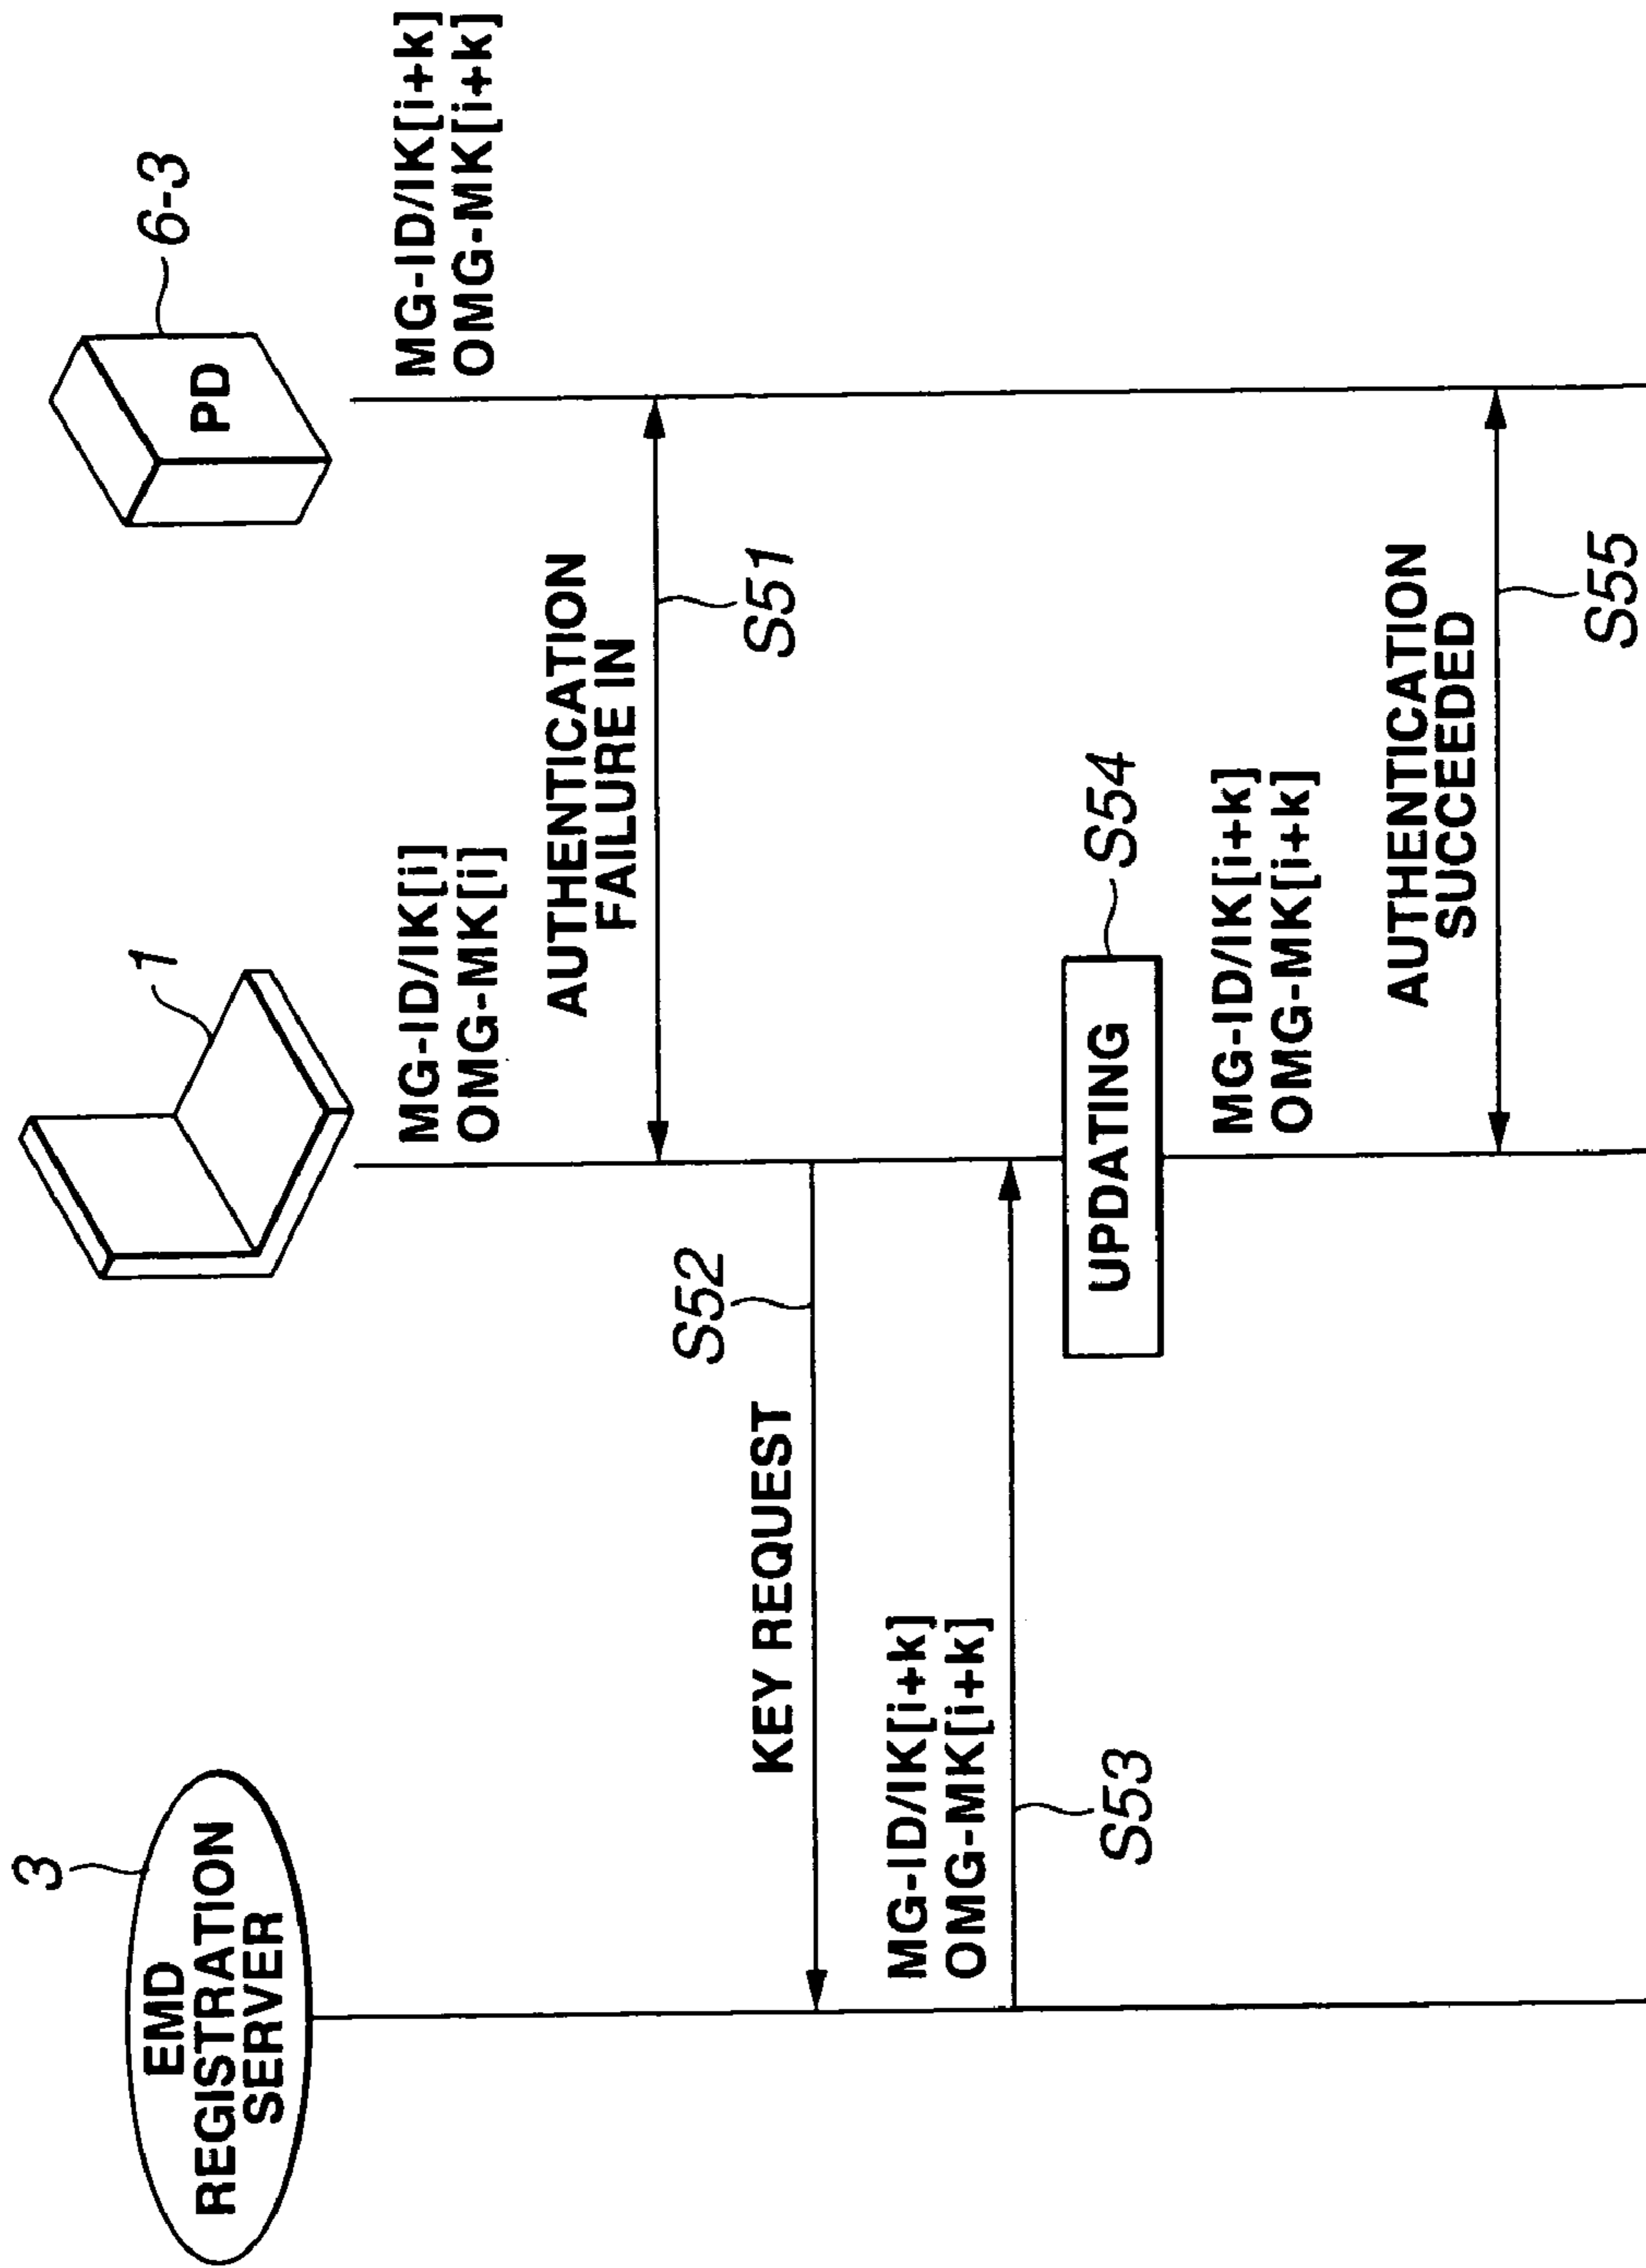 3
EMD
REGISTRATION
SERVER
1
PD
6-3
MG-ID/IK[i]
OMG-MK[i]
MG-ID/IK[i+k]
OMG-MK[i+k]
AUTHENTICATION
FAILURE IN
S51
S52
KEY REQUEST
MG-ID/IK[i+k]
OMG-MK[i+k]
S53
UPDATING
S54
MG-ID/IK[i+k]
OMG-MK[i+k]
AUTHENTICATION
SUCCEEDED
S55